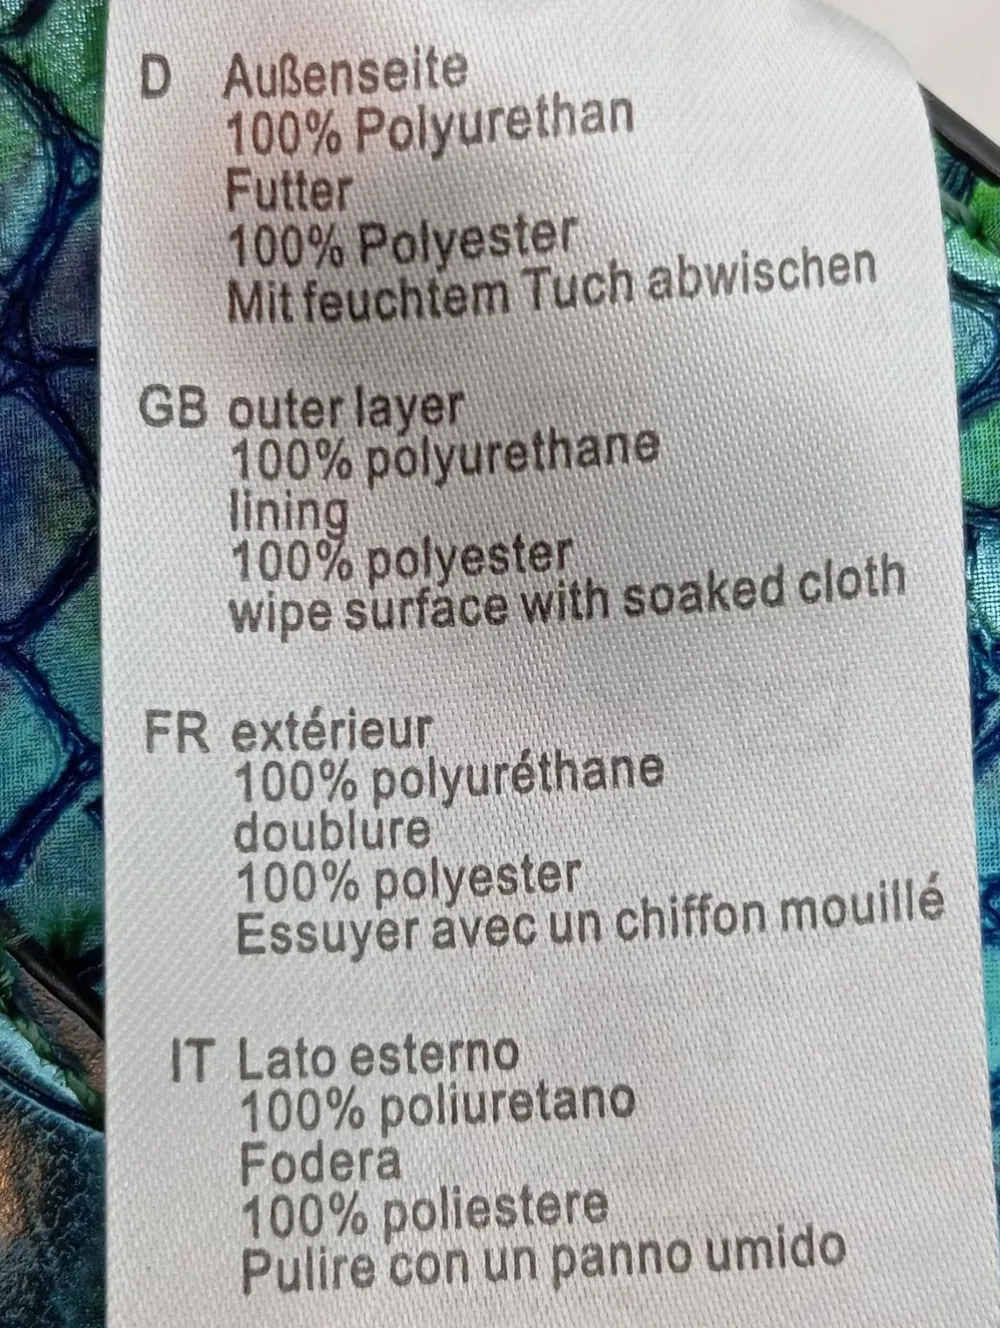 D Außenseite
100% Polyurethan
Futter
100% Polyester
Mit feuchtem Tuch abwischen
GB outer layer
100% polyurethane
lining
100% polyester
wipe surface with soaked cloth
FR extérieur
100% polyuréthane
doublure
100% polyester
Essuyer avec un chiffon mouillé
IT Lato esterno
100% poliuretano
Fodera
100% poliestere
Pulire con un panno umido